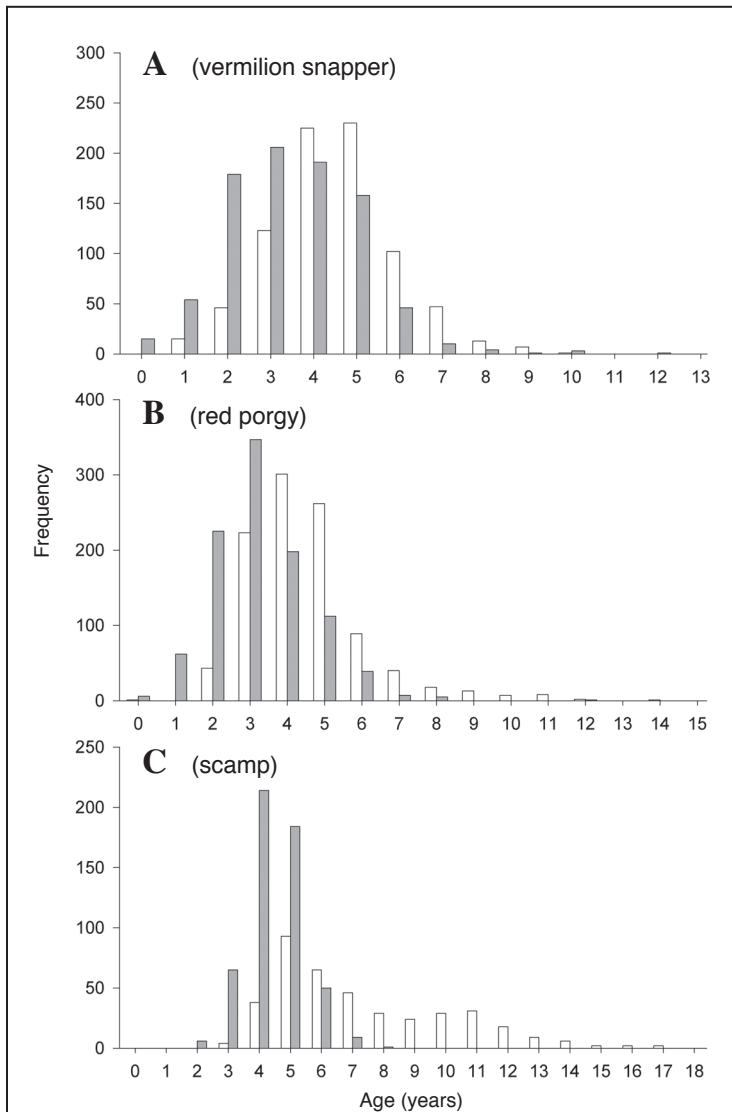 A (vermilion snapper)
300
250
200
150
100
50
0
0 1 2 3 4 5 6 7 8 9 10 11 12 13
B (red porgy)
400
300
200
100
0
0 1 2 3 4 5 6 7 8 9 10 11 12 13 14 15
Frequency
C (scamp)
250
200
150
100
50
0
0 1 2 3 4 5 6 7 8 9 10 11 12 13 14 15 16 17 18
Age (years)